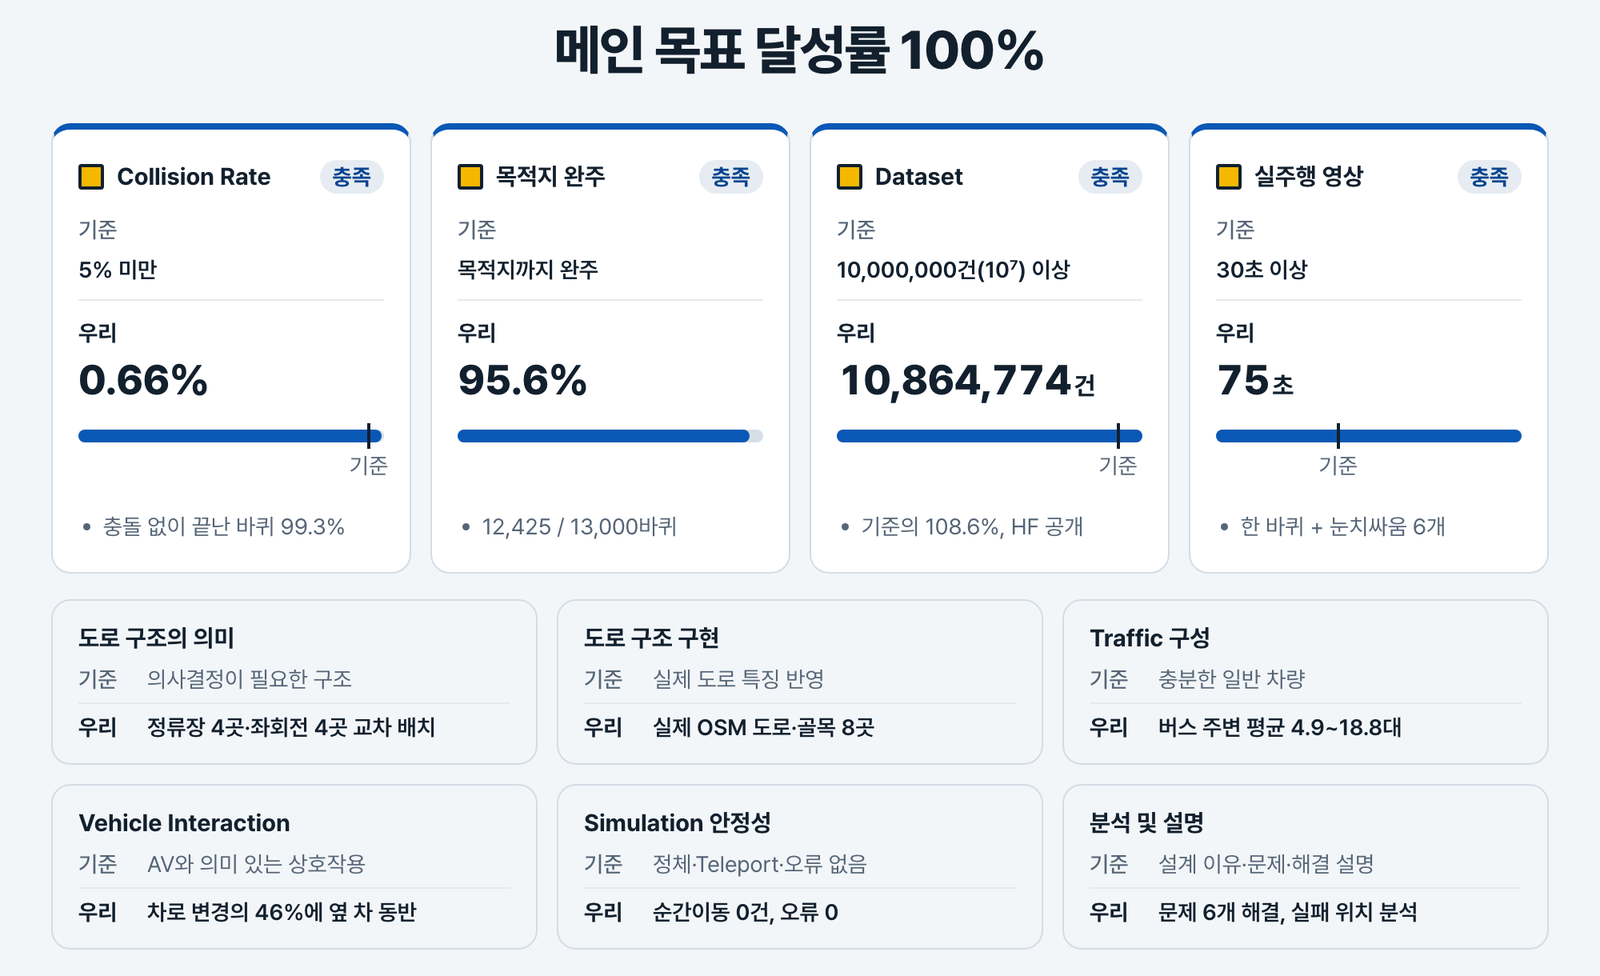 메인 목표 달성률 100%
Collision Rate 충족
기준
5% 미만
우리
0.66%
기준
• 충돌 없이 끝난 바퀴 99.3%
목적지 완주 충족
기준
목적지까지 완주
우리
95.6%
• 12,425 / 13,000바퀴
Dataset 충족
기준
10,000,000건(10⁷) 이상
우리
10,864,774건
기준
• 기준의 108.6%, HF 공개
실주행 영상 충족
기준
30초 이상
우리
75초
기준
• 한 바퀴 + 눈치싸움 6개
도로 구조의 의미
기준 의사결정이 필요한 구조
우리 정류장 4곳·좌회전 4곳 교차 배치
도로 구조 구현
기준 실제 도로 특징 반영
우리 실제 OSM 도로·골목 8곳
Traffic 구성
기준 충분한 일반 차량
우리 버스 주변 평균 4.9~18.8대
Vehicle Interaction
기준 AV와 의미 있는 상호작용
우리 차로 변경의 46%에 옆 차 동반
Simulation 안정성
기준 정체·Teleport·오류 없음
우리 순간이동 0건, 오류 0
분석 및 설명
기준 설계 이유·문제·해결 설명
우리 문제 6개 해결, 실패 위치 분석